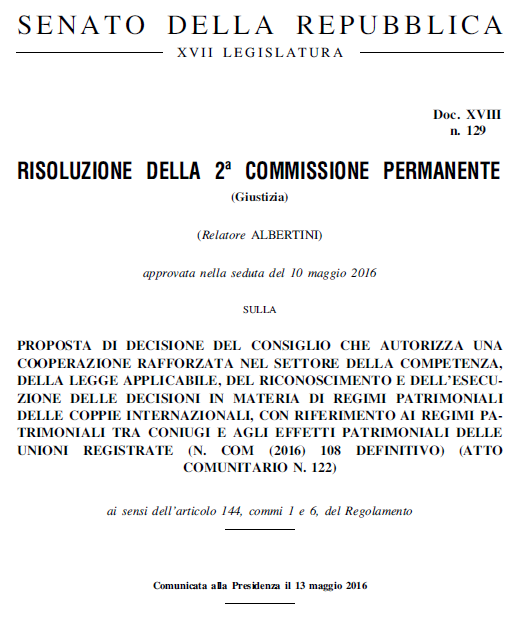 SENATO DELLA REPUBBLICA
XVII LEGISLATURA
Doc. XVIII
n. 129
RISOLUZIONE DELLA 2ª COMMISSIONE PERMANENTE
(Giustizia)
(Relatore ALBERTINI)
approvata nella seduta del 10 maggio 2016
SULLA
PROPOSTA DI DECISIONE DEL CONSIGLIO CHE AUTORIZZA UNA
COOPERAZIONE RAFFORZATA NEL SETTORE DELLA COMPETENZA,
DELLA LEGGE APPLICABILE, DEL RICONOSCIMENTO E DELL'ESECU-
ZIONE DELLE DECISIONI IN MATERIA DI REGIMI PATRIMONIALI
DELLE COPPIE INTERNAZIONALI, CON RIFERIMENTO AI REGIMI PA-
TRIMONIALI TRA CONIUGI E AGLI EFFETTI PATRIMONIALI DELLE
UNIONI REGISTRATE (N. COM (2016) 108 DEFINITIVO) (ATTO
COMUNITARIO N. 122)
ai sensi dell'articolo 144, commi 1 e 6, del Regolamento
Comunicata alla Presidenza il 13 maggio 2016